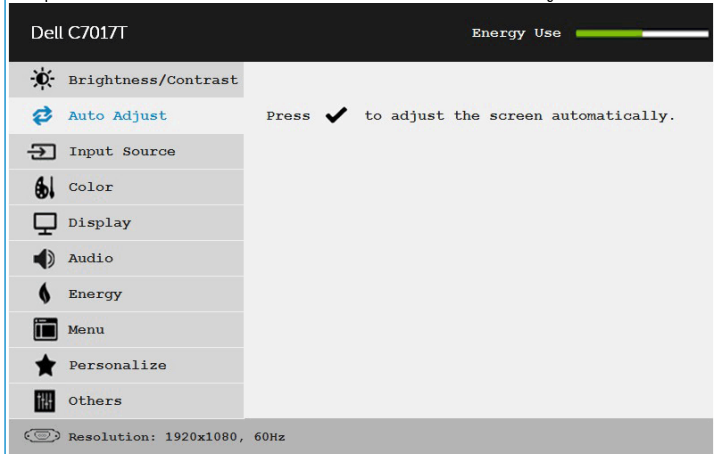 Dell C7017T
Energy Use
Brightness/Contrast
Auto Adjust
Press ✔ to adjust the screen automatically.
Input Source
Color
Display
Audio
Energy
Menu
Personalize
Others
Resolution: 1920x1080, 60Hz